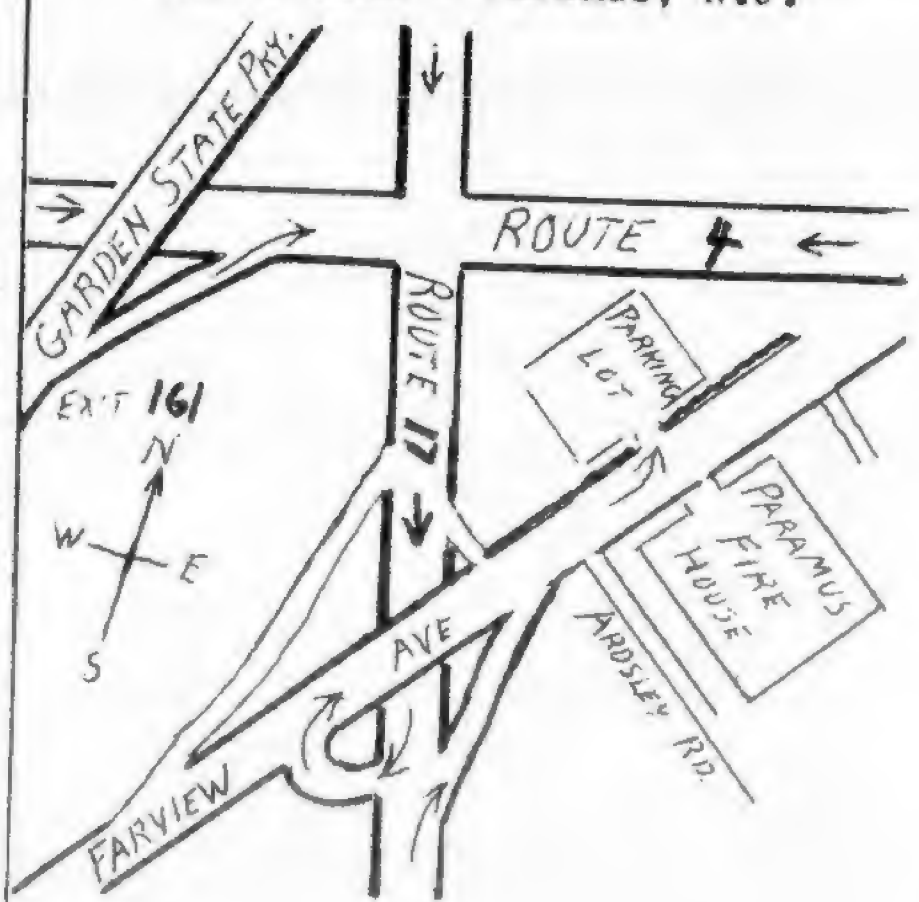 GARDEN STATE PKY.
ROUTE 4
ROUTE 17
PARKING
LOT
EXIT 161
N
W
E
S
PARAMUS
FIRE
HOUSE
AVE
ARDSLEY RD.
FARVIEW